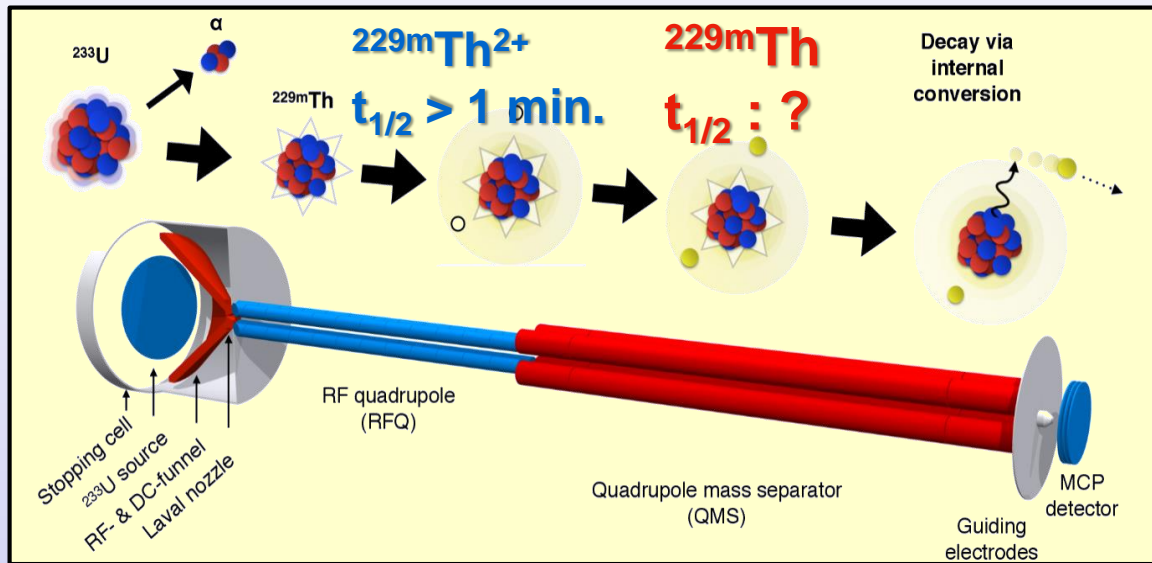 ²³³U
α
²²⁹ᵐTh
²²⁹ᵐTh²⁺
t₁/₂ > 1 min.
²²⁹ᵐTh
t₁/₂ : ?
Decay via
internal
conversion
Stopping cell
²³³U source
RF- & DC-funnel
Laval nozzle
RF quadrupole
(RFQ)
Quadrupole mass separator
(QMS)
Guiding
electrodes
MCP
detector